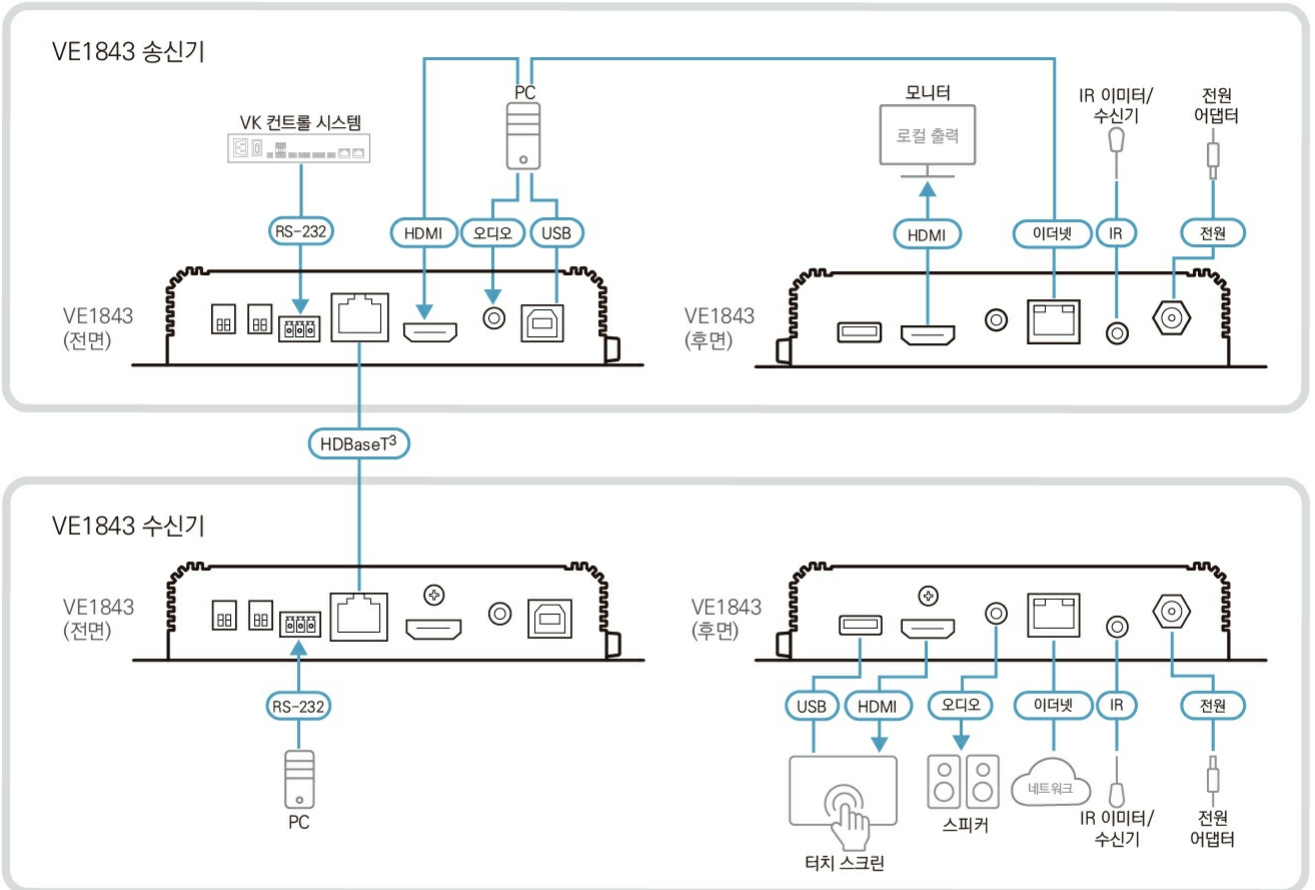 VE1843 송신기
PC
VK 컨트롤 시스템
모니터
로컬 출력
IR 이미터/
수신기
전원
어댑터
RS-232
HDMI
오디오
USB
HDMI
이더넷
IR
전원
VE1843
(전면)
VE1843
(후면)
HDBaseT³
VE1843 수신기
VE1843
(전면)
VE1843
(후면)
RS-232
USB
HDMI
오디오
이더넷
IR
전원
PC
터치 스크린
스피커
네트워크
IR 이미터/
수신기
전원
어댑터